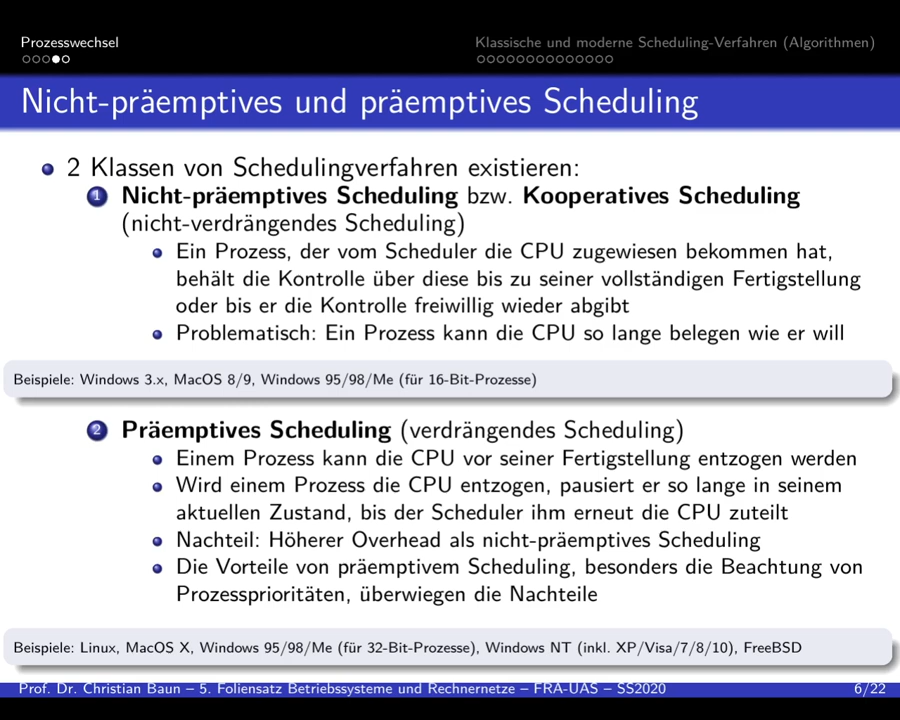 Prozesswechsel
Klassische und moderne Scheduling-Verfahren (Algorithmen)
Nicht-präemptives und präemptives Scheduling
2 Klassen von Schedulingverfahren existieren:
1 Nicht-präemptives Scheduling bzw. Kooperatives Scheduling
(nicht-verdrängendes Scheduling)
Ein Prozess, der vom Scheduler die CPU zugewiesen bekommen hat,
behält die Kontrolle über diese bis zu seiner vollständigen Fertigstellung
oder bis er die Kontrolle freiwillig wieder abgibt
Problematisch: Ein Prozess kann die CPU so lange belegen wie er will
Beispiele: Windows 3.x, MacOS 8/9, Windows 95/98/Me (für 16-Bit-Prozesse)
2 Präemptives Scheduling (verdrängendes Scheduling)
Einem Prozess kann die CPU vor seiner Fertigstellung entzogen werden
Wird einem Prozess die CPU entzogen, pausiert er so lange in seinem
aktuellen Zustand, bis der Scheduler ihm erneut die CPU zuteilt
Nachteil: Höherer Overhead als nicht-präemptives Scheduling
Die Vorteile von präemptivem Scheduling, besonders die Beachtung von
Prozessprioritäten, überwiegen die Nachteile
Beispiele: Linux, MacOS X, Windows 95/98/Me (für 32-Bit-Prozesse), Windows NT (inkl. XP/Visa/7/8/10), FreeBSD
Prof. Dr. Christian Baun – 5. Foliensatz Betriebssysteme und Rechnernetze – FRA-UAS – SS2020
6/22